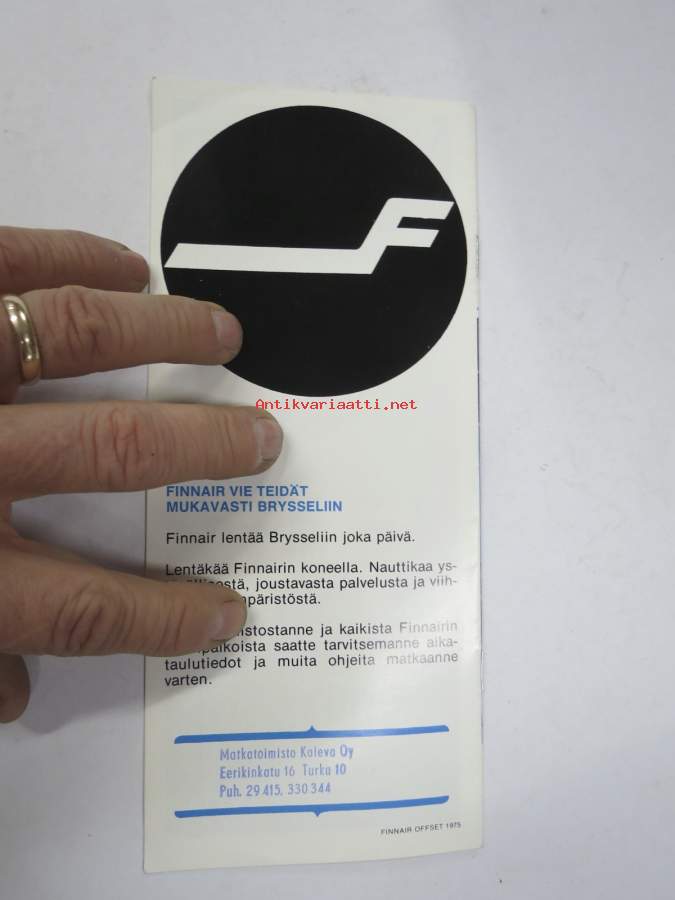 F
Antikvariaatti.net
FINNAIR VIE TEIDÄT
MUKAVASTI BRYSSELIIN
Finnair lentää Brysseliin joka päivä.
Lentäkää Finnairin koneella. Nauttikaa ys-
joustavasta palvelusta ja viih-
ja kaikista Finnairin
saatte tarvitsemanne aika-
taulutiedot ja muita ohjeita matkaanne
varten.
Matkatoimisto Kaleva Oy
Eerikinkatu 16 Turku 10
Puh. 29 415, 330 344
FINNAIR OFFSET 1975